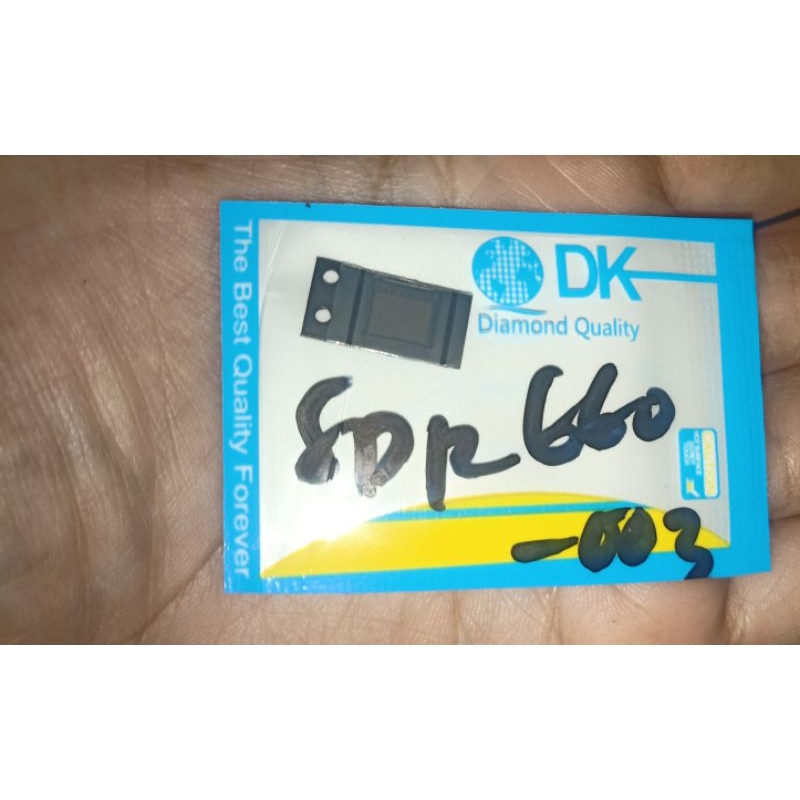 The Best Quality Forever
DK
Diamond Quality
SDR660
-003